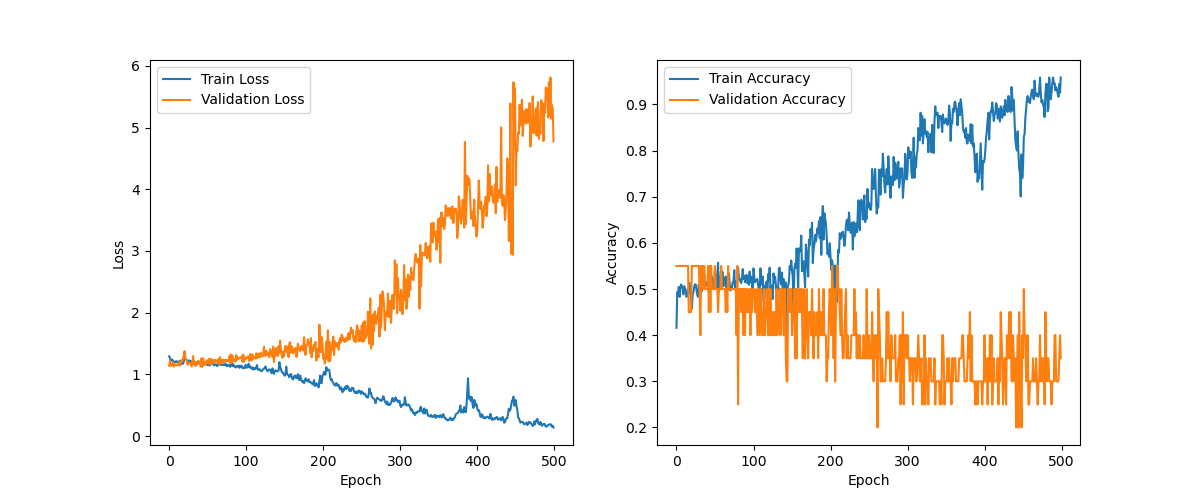 Train Loss
Validation Loss
6
5
4
3
2
1
0
Loss
0 100 200 300 400 500
Epoch
Train Accuracy
Validation Accuracy
0.9
0.8
0.7
0.6
0.5
0.4
0.3
0.2
Accuracy
0 100 200 300 400 500
Epoch